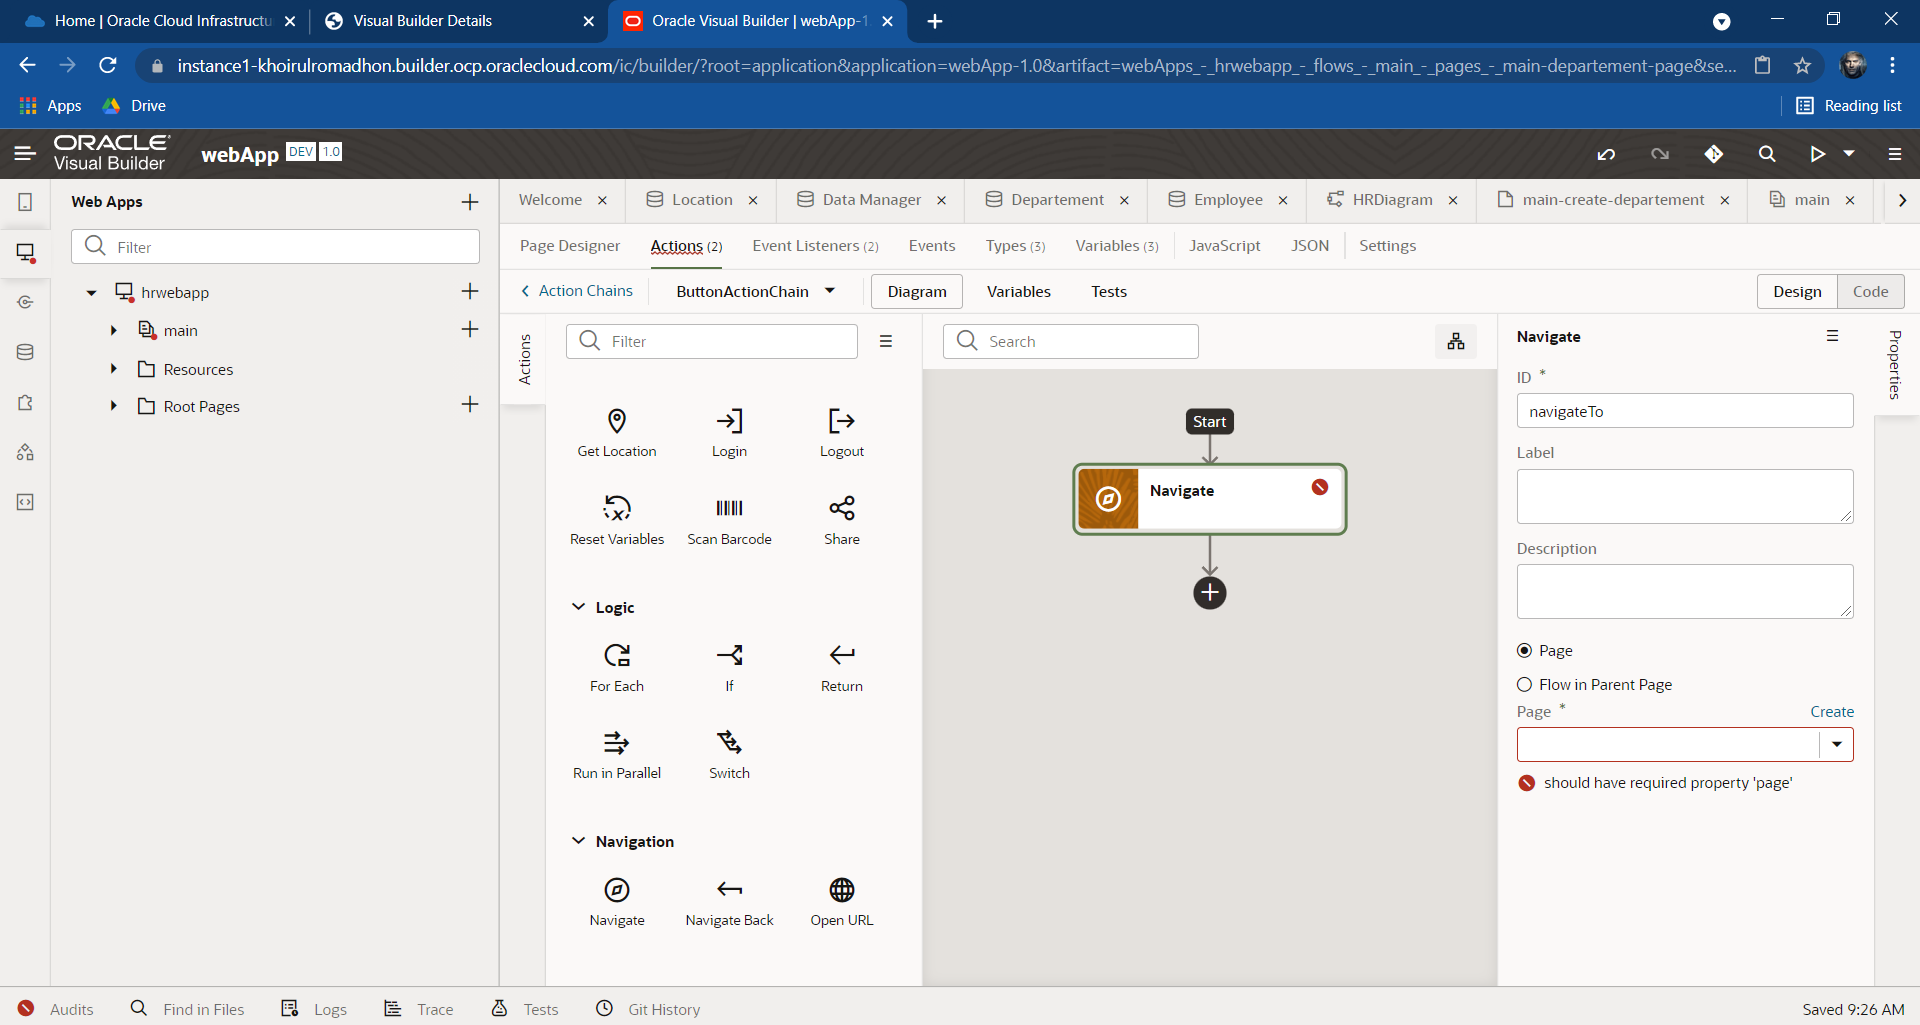 Home | Oracle Cloud Infrastructu
Visual Builder Details
Oracle Visual Builder | webApp-1
instance1-khoirulromadhon.builder.ocp.oraclecloud.com/ic/builder/?root=application&application=webApp-1.0&artifact=webApps_-_hrwebapp_-_flows_-_main_-_pages_-_main-departement-page&se...
Apps
Drive
Reading list
ORACLE
Visual Builder
webApp DEV 1.0
Web Apps
Welcome
Location
Data Manager
Departement
Employee
HRDiagram
main-create-departement
main
Filter
Page Designer
Actions (2)
Event Listeners (2)
Events
Types (3)
Variables (3)
JavaScript
JSON
Settings
hrwebapp
main
Resources
Root Pages
Action Chains
ButtonActionChain
Diagram
Variables
Tests
Design
Code
Actions
Filter
Get Location
Login
Logout
Reset Variables
Scan Barcode
Share
Logic
For Each
If
Return
Run in Parallel
Switch
Navigation
Navigate
Navigate Back
Open URL
Search
Start
Navigate
Navigate
Properties
ID *
navigateTo
Label
Description
Page
Flow in Parent Page
Page *
Create
should have required property 'page'
Audits
Find in Files
Logs
Trace
Tests
Git History
Saved 9:26 AM